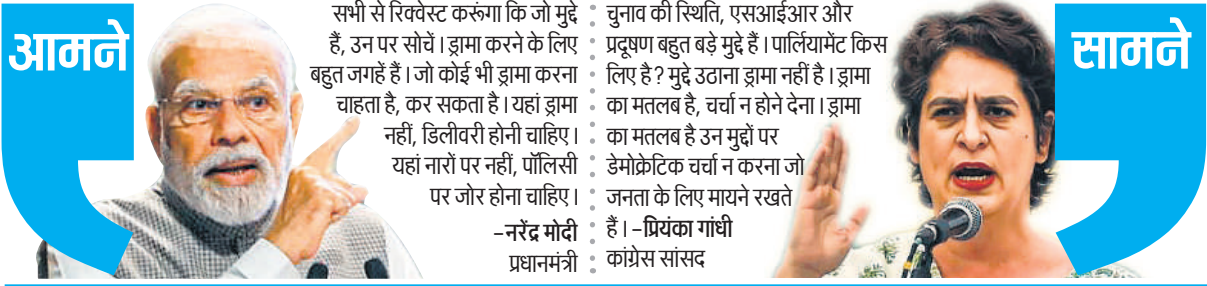 आमने
सभी से रिक्वेस्ट करूंगा कि जो मुद्दे
हैं, उन पर सोचें। ड्रामा करने के लिए
बहुत जगहें हैं। जो कोई भी ड्रामा करना
चाहता है, कर सकता है। यहां ड्रामा
नहीं, डिलीवरी होनी चाहिए।
यहां नारों पर नहीं, पॉलिसी
पर जोर होना चाहिए।
–नरेंद्र मोदी
प्रधानमंत्री
चुनाव की स्थिति, एसआईआर और
प्रदूषण बहुत बड़े मुद्दे हैं। पार्लियामेंट किस
लिए है? मुद्दे उठाना ड्रामा नहीं है। ड्रामा
का मतलब है, चर्चा न होने देना। ड्रामा
का मतलब है उन मुद्दों पर
डेमोक्रेटिक चर्चा न करना जो
जनता के लिए मायने रखते
हैं। –प्रियंका गांधी
कांग्रेस सांसद
सामने